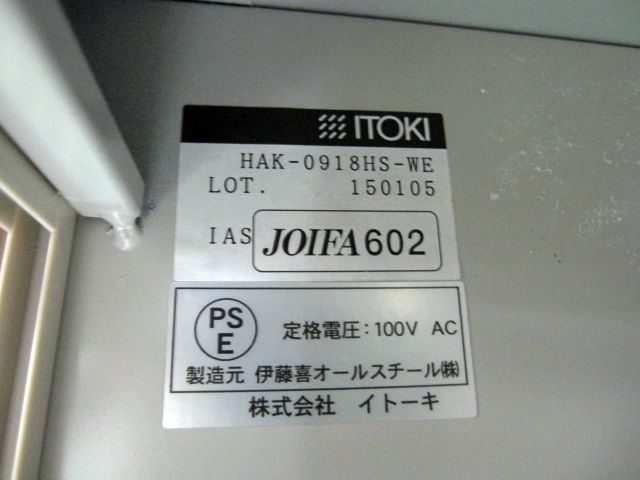 ITOKI
HAK-0918HS-WE
LOT. 150105
IAS JOIFA602
PS
E
定格電圧:100V AC
製造元 伊藤喜オールスチール㈱
株式会社 イトーキ